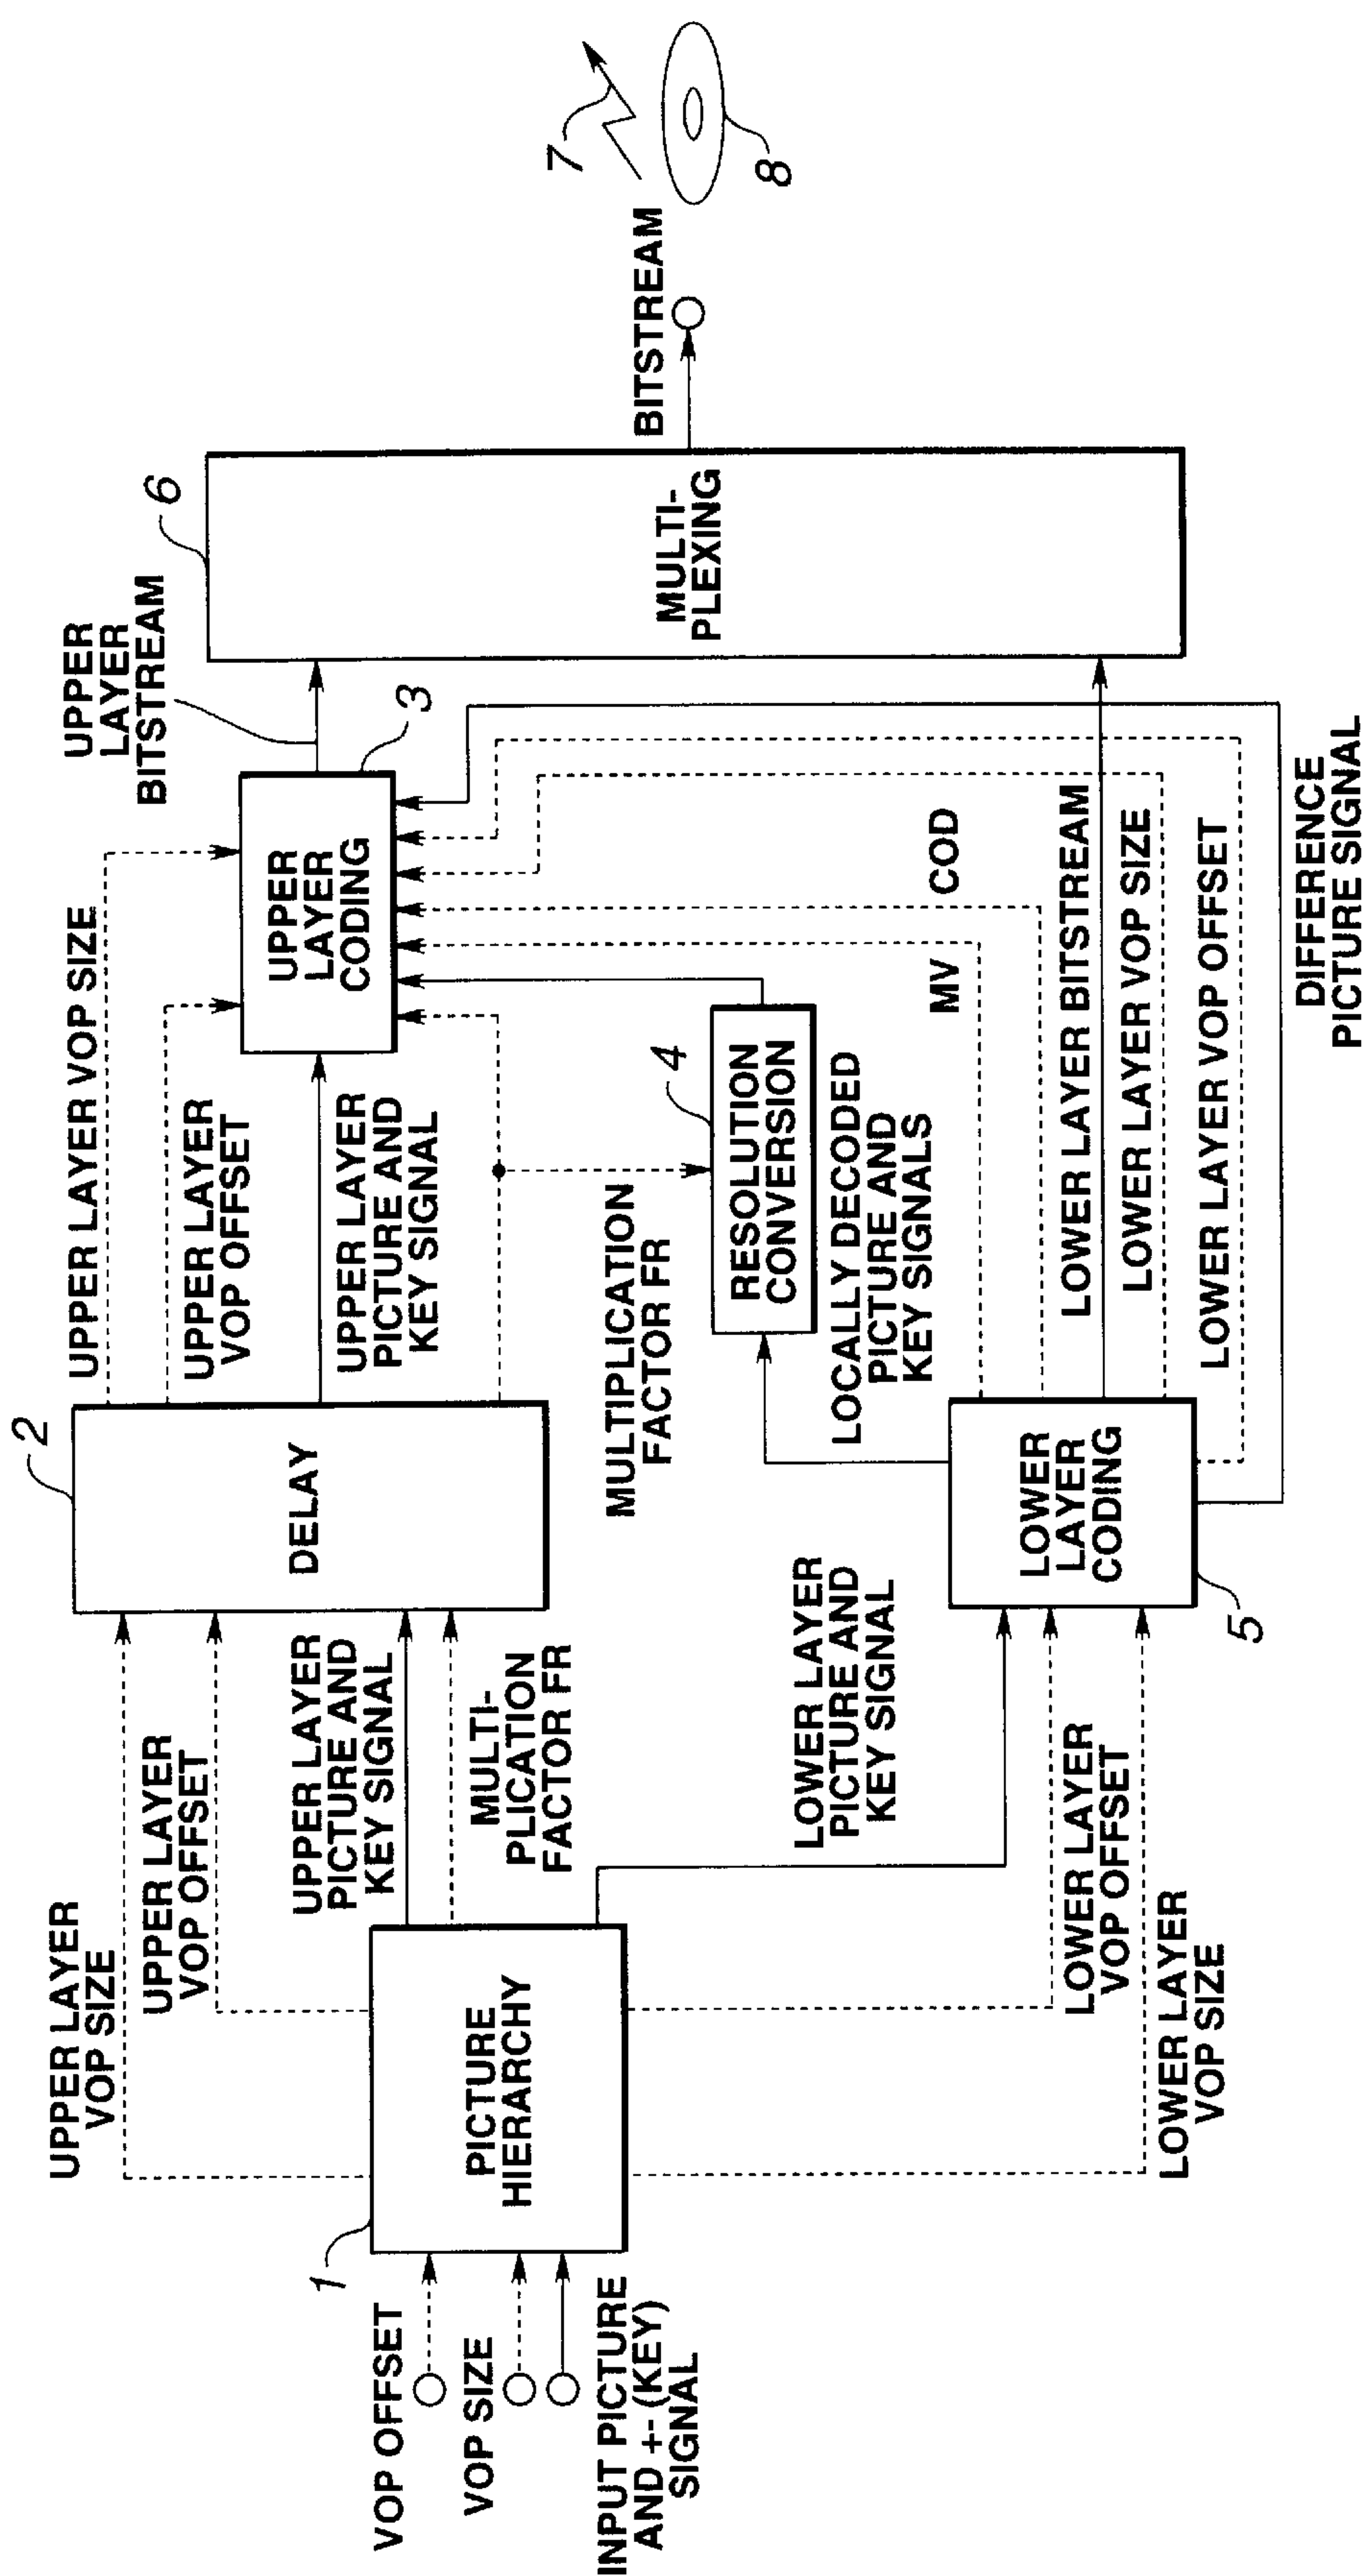 VOP OFFSET
VOP SIZE
INPUT PICTURE
AND +- (KEY)
SIGNAL
1
PICTURE
HIERARCHY
UPPER LAYER
VOP SIZE
UPPER LAYER
VOP OFFSET
UPPER LAYER
PICTURE AND
KEY SIGNAL
MULTI-
PLICATION
FACTOR FR
LOWER LAYER
PICTURE AND
KEY SIGNAL
LOWER LAYER
VOP OFFSET
LOWER LAYER
VOP SIZE
2
DELAY
5
LOWER
LAYER
CODING
UPPER LAYER VOP SIZE
UPPER LAYER
VOP OFFSET
UPPER LAYER
PICTURE AND
KEY SIGNAL
MULTIPLICATION
FACTOR FR
4
RESOLUTION
CONVERSION
LOCALLY DECODED
PICTURE AND
KEY SIGNALS
MV
COD
LOWER LAYER BITSTREAM
LOWER LAYER VOP SIZE
LOWER LAYER VOP OFFSET
DIFFERENCE
PICTURE SIGNAL
3
UPPER
LAYER
CODING
UPPER
LAYER
BITSTREAM
6
MULTI-
PLEXING
BITSTREAM
7
8